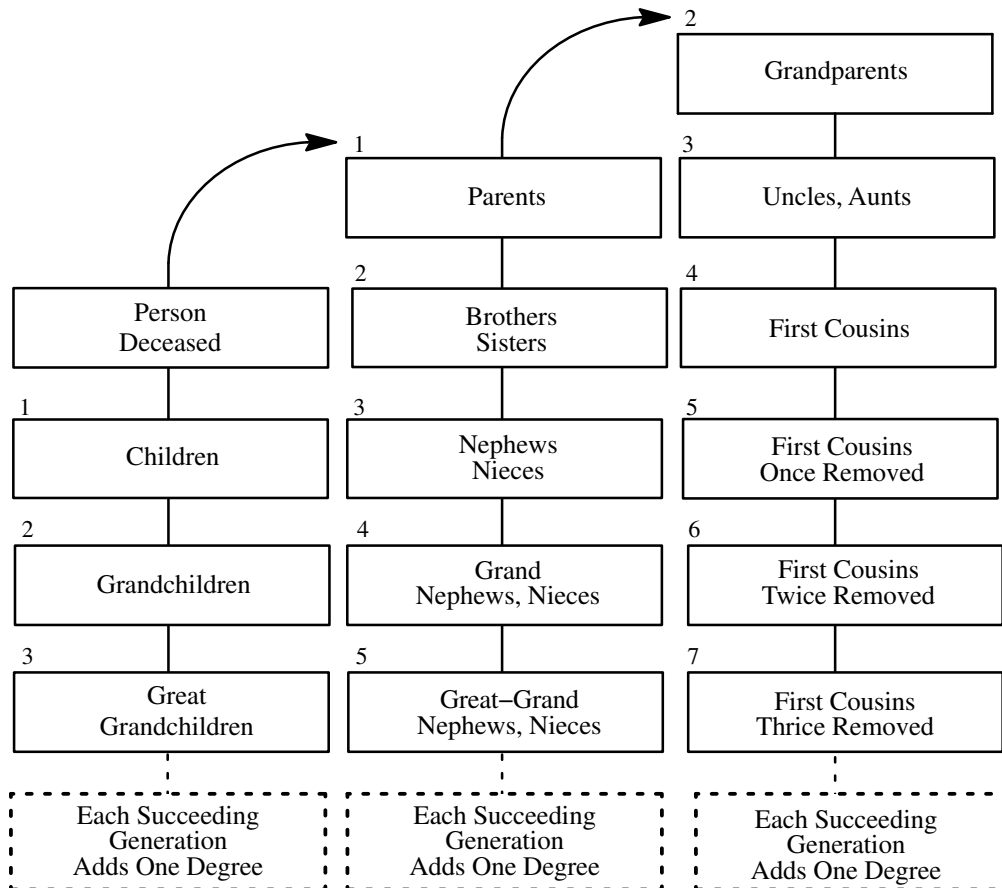 2
Grandparents
1
Parents
3
Uncles, Aunts
Person
Deceased
2
Brothers
Sisters
4
First Cousins
1
Children
3
Nephews
Nieces
5
First Cousins
Once Removed
2
Grandchildren
4
Grand
Nephews, Nieces
6
First Cousins
Twice Removed
3
Great
Grandchildren
5
Great−Grand
Nephews, Nieces
7
First Cousins
Thrice Removed
Each Succeeding
Generation
Adds One Degree
Each Succeeding
Generation
Adds One Degree
Each Succeeding
Generation
Adds One Degree